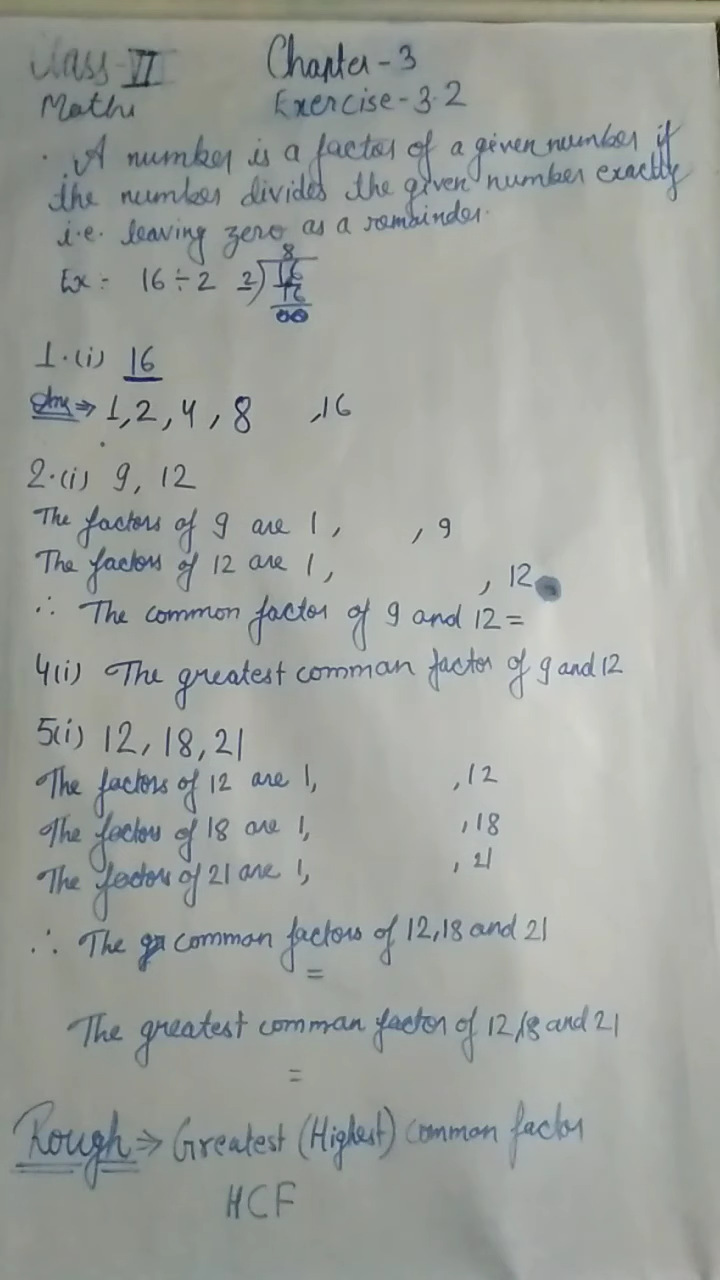 Class-VI Chapter-3
Maths Exercise-3.2
· A number is a factor of a given number if
the number divides the given number exactly
i.e. leaving zero as a remainder.
Ex:- 16÷2 2)16 8
16
00
1.(i) 16
Ans⇒ 1, 2, 4, 8 ,16
2.(i) 9, 12
The factors of 9 are 1, , 9
The factors of 12 are 1, , 12
∴ The common factor of 9 and 12 =
4(i) The greatest comman factor of 9 and 12
5(i) 12, 18, 21
The factors of 12 are 1, ,12
The factors of 18 are 1, ,18
The factors of 21 are 1, , 21
∴ The common factors of 12,18 and 21
=
The greatest comman factor of 12,18 and 21
=
Rough⇒ Greatest (Highest) common factor
HCF